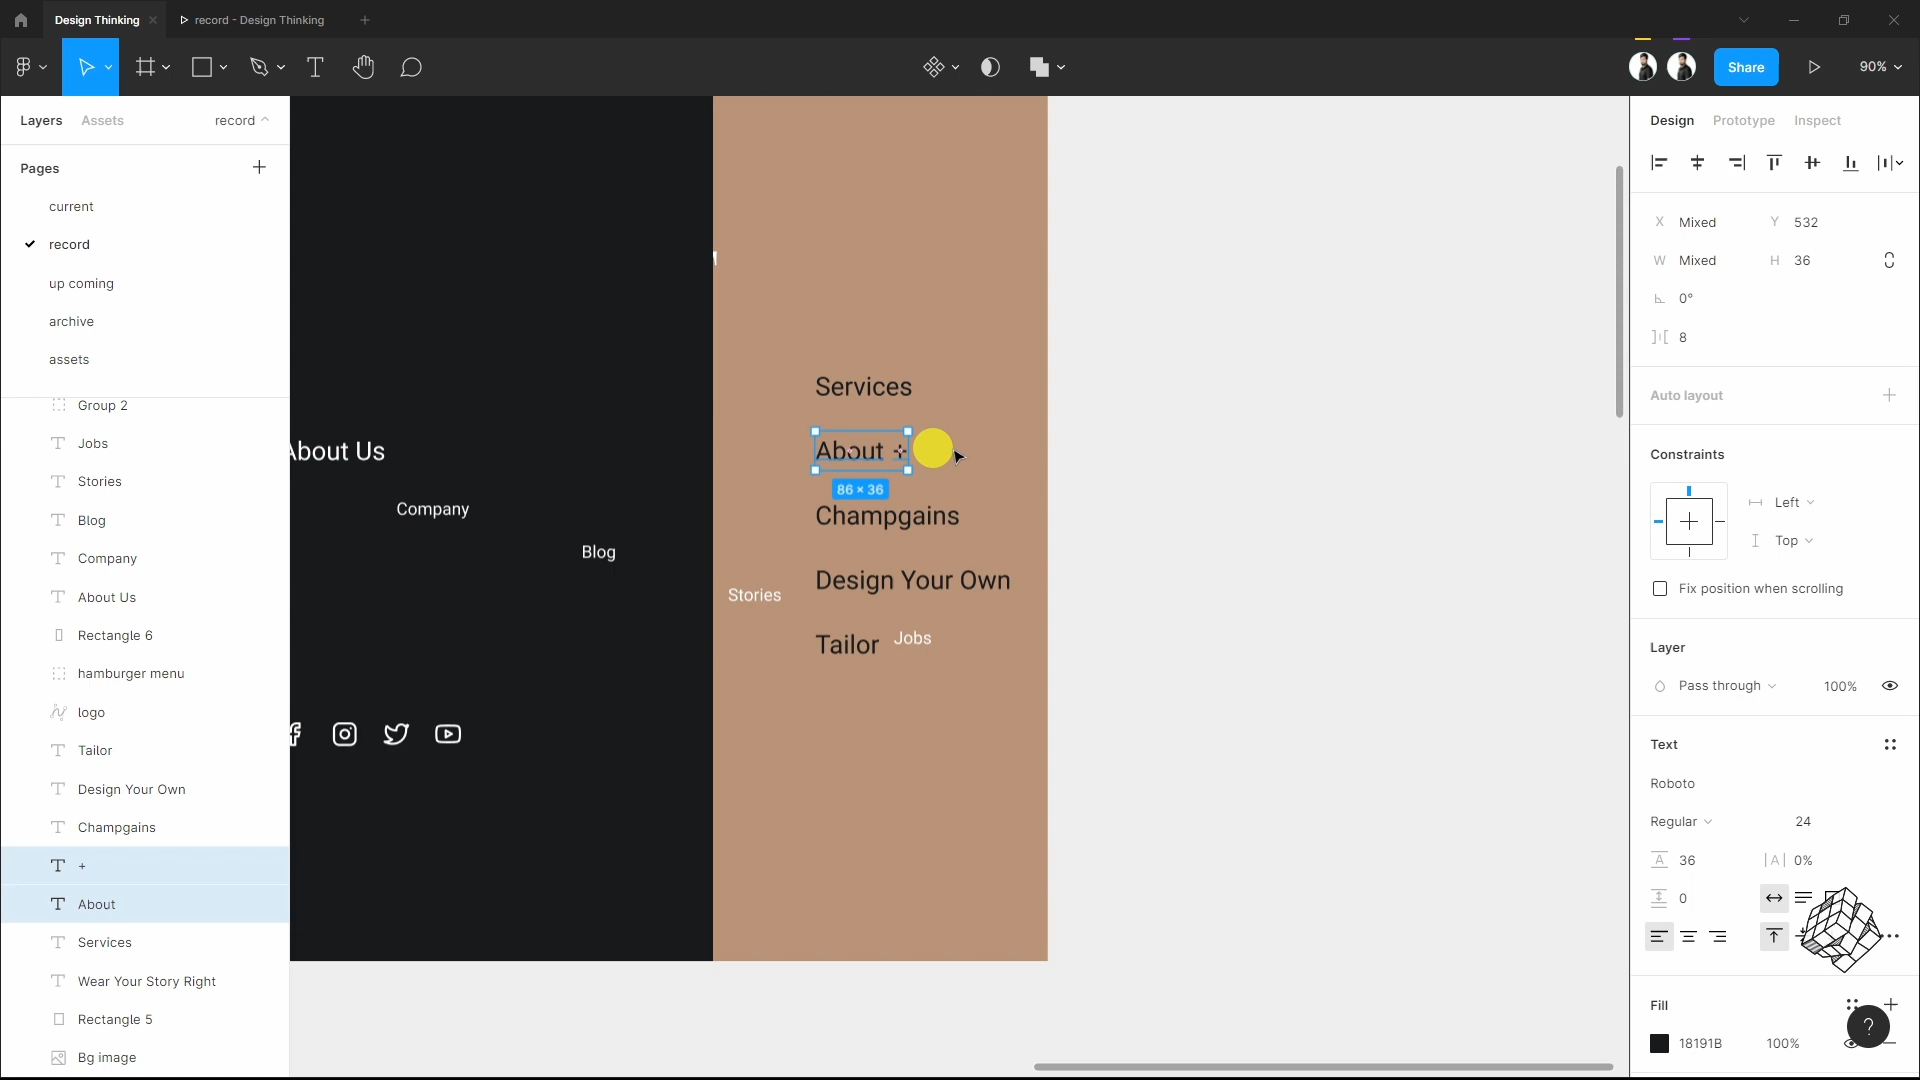 Design Thinking
record - Design Thinking
Share
90%
Layers
Assets
record
Pages
current
record
up coming
archive
assets
Group 2
Jobs
Stories
Blog
Company
About Us
Rectangle 6
hamburger menu
logo
Tailor
Design Your Own
Champgains
+
About
Services
Wear Your Story Right
Rectangle 5
Bg image
About Us
Company
Blog
Stories
Services
About +
86 × 36
Champgains
Design Your Own
Tailor
Jobs
Design
Prototype
Inspect
X Mixed
Y 532
W Mixed
H 36
0°
8
Auto layout
Constraints
Left
Top
Fix position when scrolling
Layer
Pass through
100%
Text
Roboto
Regular
24
36
0%
0
Fill
18191B
100%
?